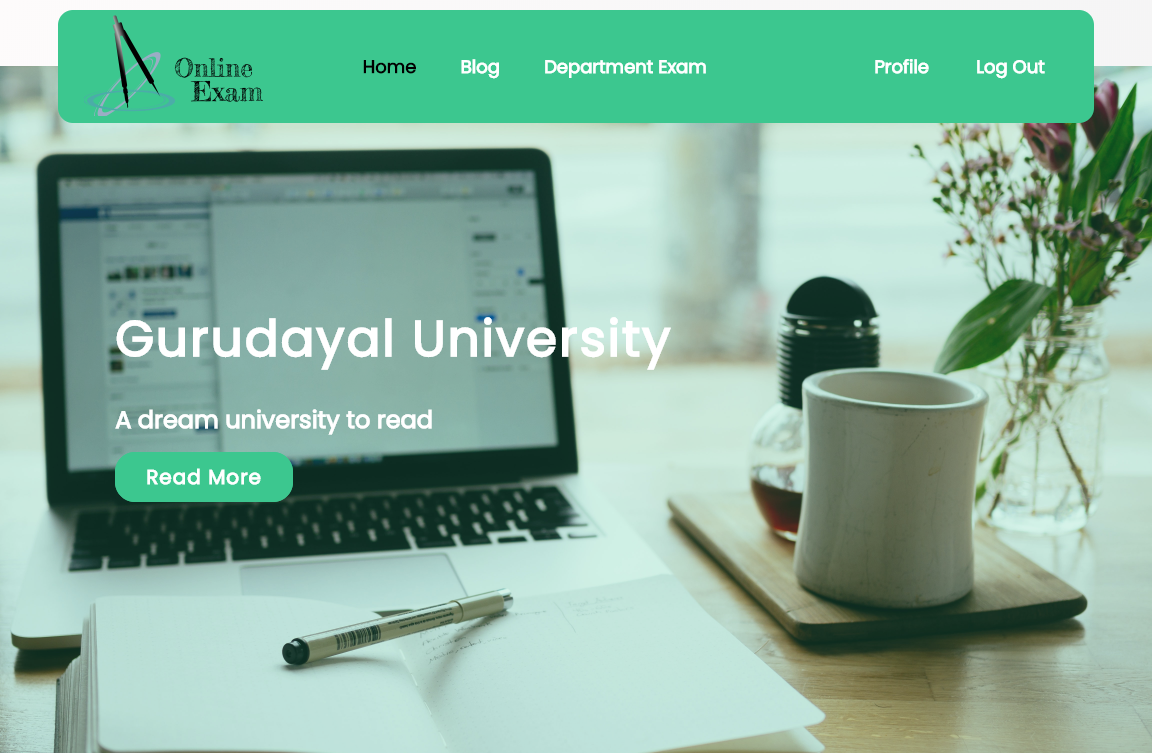 Online
Exam
Home
Blog
Department Exam
Profile
Log Out
Gurudayal University
A dream university to read
Read More